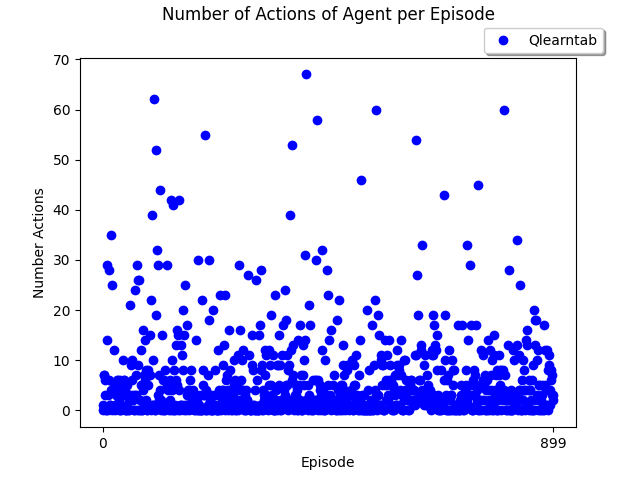 Number of Actions of Agent per Episode
Qlearntab
70
60
50
40
30
20
10
0
Number Actions
0 899
Episode